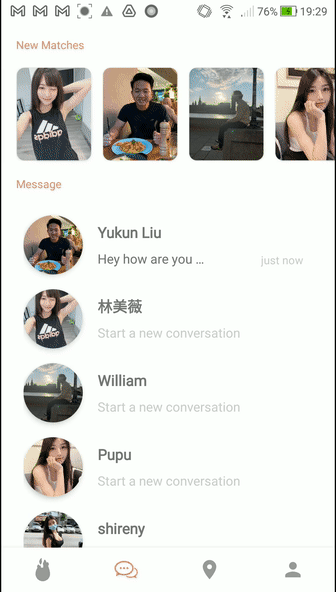 76% 19:29
New Matches
adidas
Message
Yukun Liu
Hey how are you ...
just now
林美薇
Start a new conversation
William
Start a new conversation
Pupu
Start a new conversation
shireny